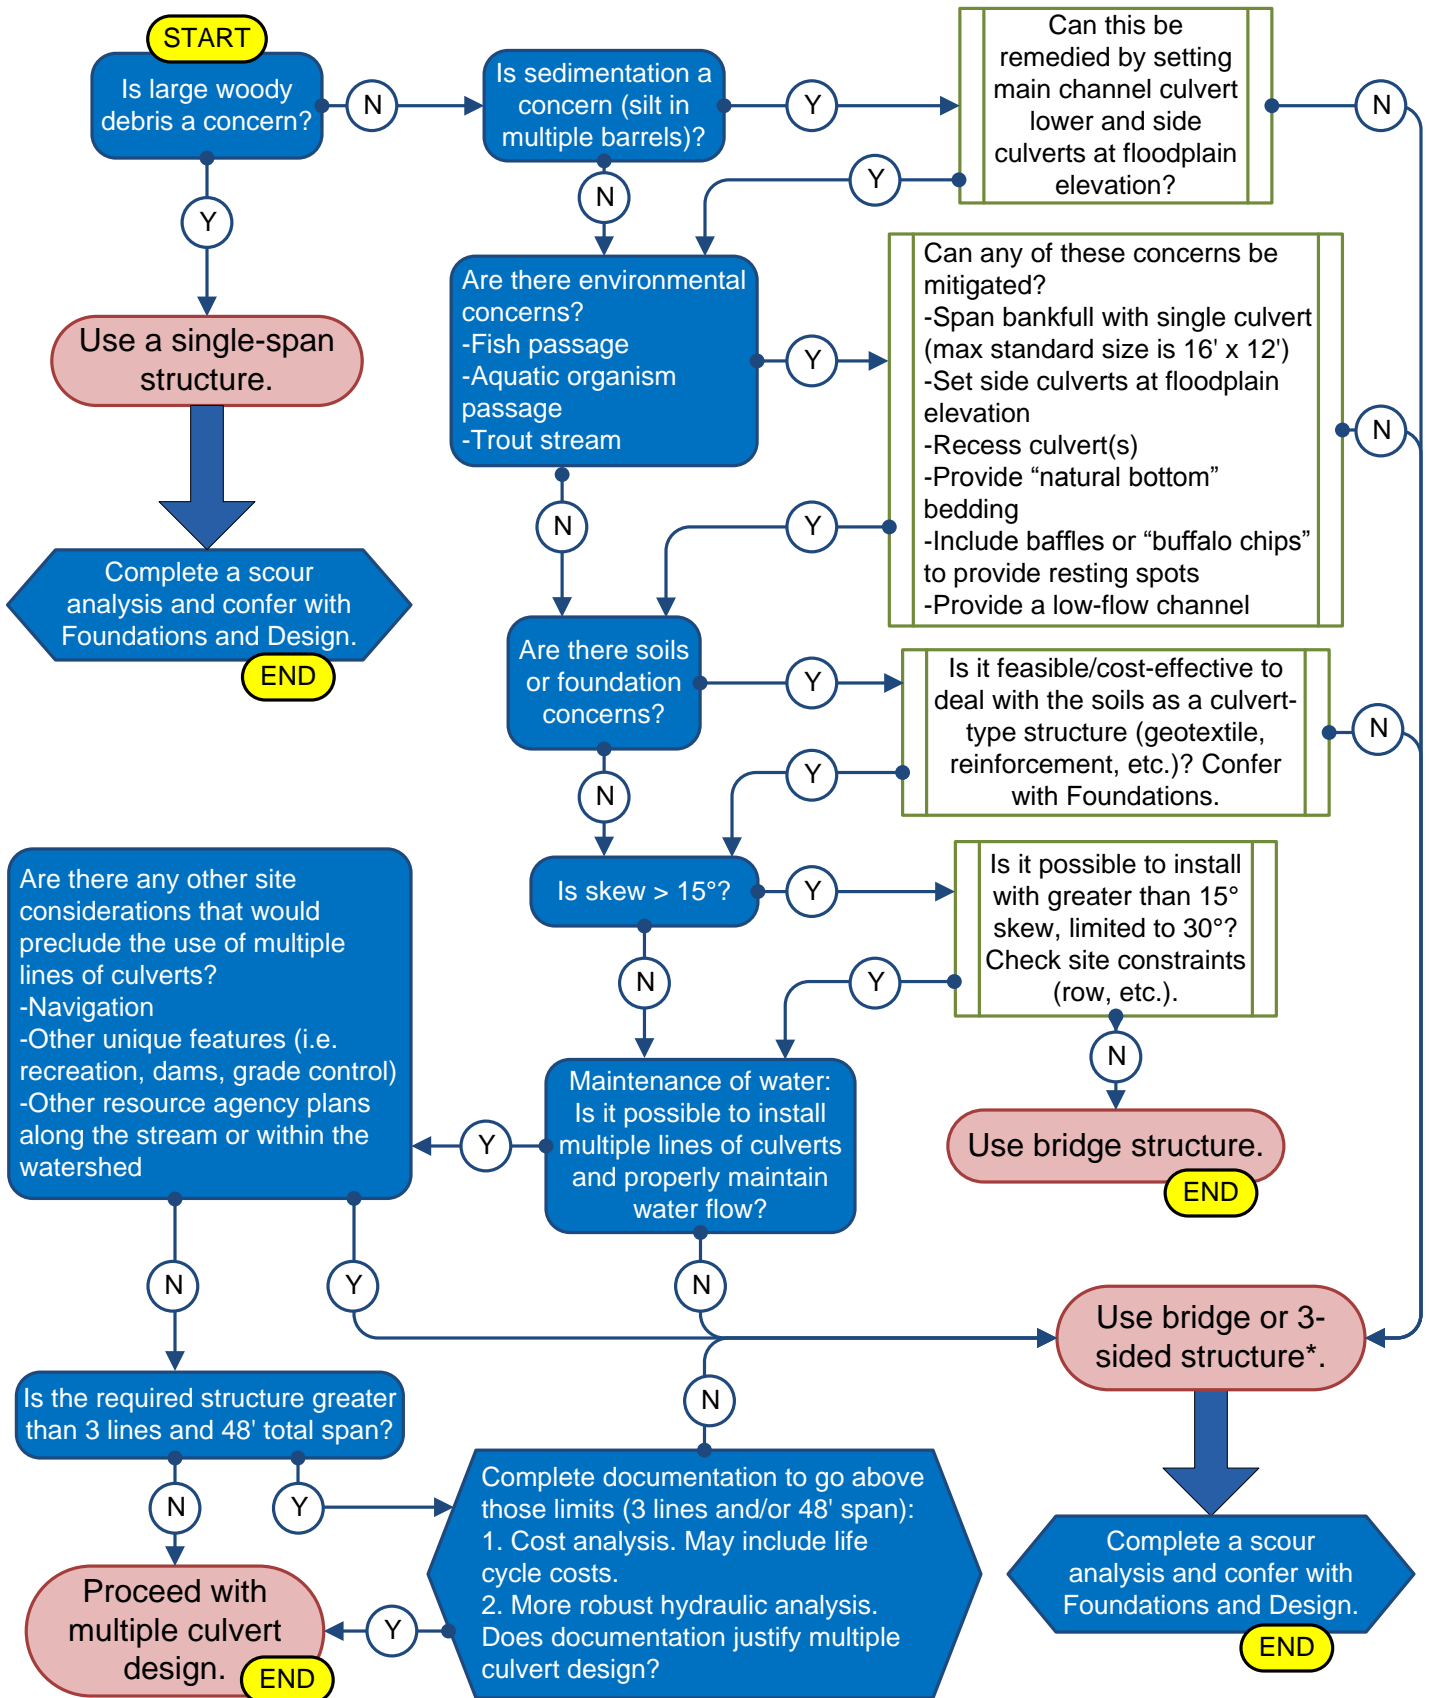 START
Is large woody
debris a concern?
N
Is sedimentation a
concern (silt in
multiple barrels)?
Y
Can this be
remedied by setting
main channel culvert
lower and side
culverts at floodplain
elevation?
N
Y
N
Y
Use a single-span
structure.
Complete a scour
analysis and confer with
Foundations and Design.
END
Are there environmental
concerns?
-Fish passage
-Aquatic organism
passage
-Trout stream
Y
Can any of these concerns be
mitigated?
-Span bankfull with single culvert
(max standard size is 16' x 12')
-Set side culverts at floodplain
elevation
-Recess culvert(s)
-Provide “natural bottom”
bedding
-Include baffles or “buffalo chips”
to provide resting spots
-Provide a low-flow channel
N
N
Y
Are there soils
or foundation
concerns?
Y
Is it feasible/cost-effective to
deal with the soils as a culvert-
type structure (geotextile,
reinforcement, etc.)? Confer
with Foundations.
N
N
Y
Is skew > 15°?
Y
Is it possible to install
with greater than 15°
skew, limited to 30°?
Check site constraints
(row, etc.).
N
Y
N
Use bridge structure.
END
Maintenance of water:
Is it possible to install
multiple lines of culverts
and properly maintain
water flow?
Y
Are there any other site
considerations that would
preclude the use of multiple
lines of culverts?
-Navigation
-Other unique features (i.e.
recreation, dams, grade control)
-Other resource agency plans
along the stream or within the
watershed
N
Y
N
Use bridge or 3-
sided structure*.
Is the required structure greater
than 3 lines and 48' total span?
N
N
Y
Complete documentation to go above
those limits (3 lines and/or 48' span):
1. Cost analysis. May include life
cycle costs.
2. More robust hydraulic analysis.
Does documentation justify multiple
culvert design?
Y
Proceed with
multiple culvert
design.
END
Complete a scour
analysis and confer with
Foundations and Design.
END